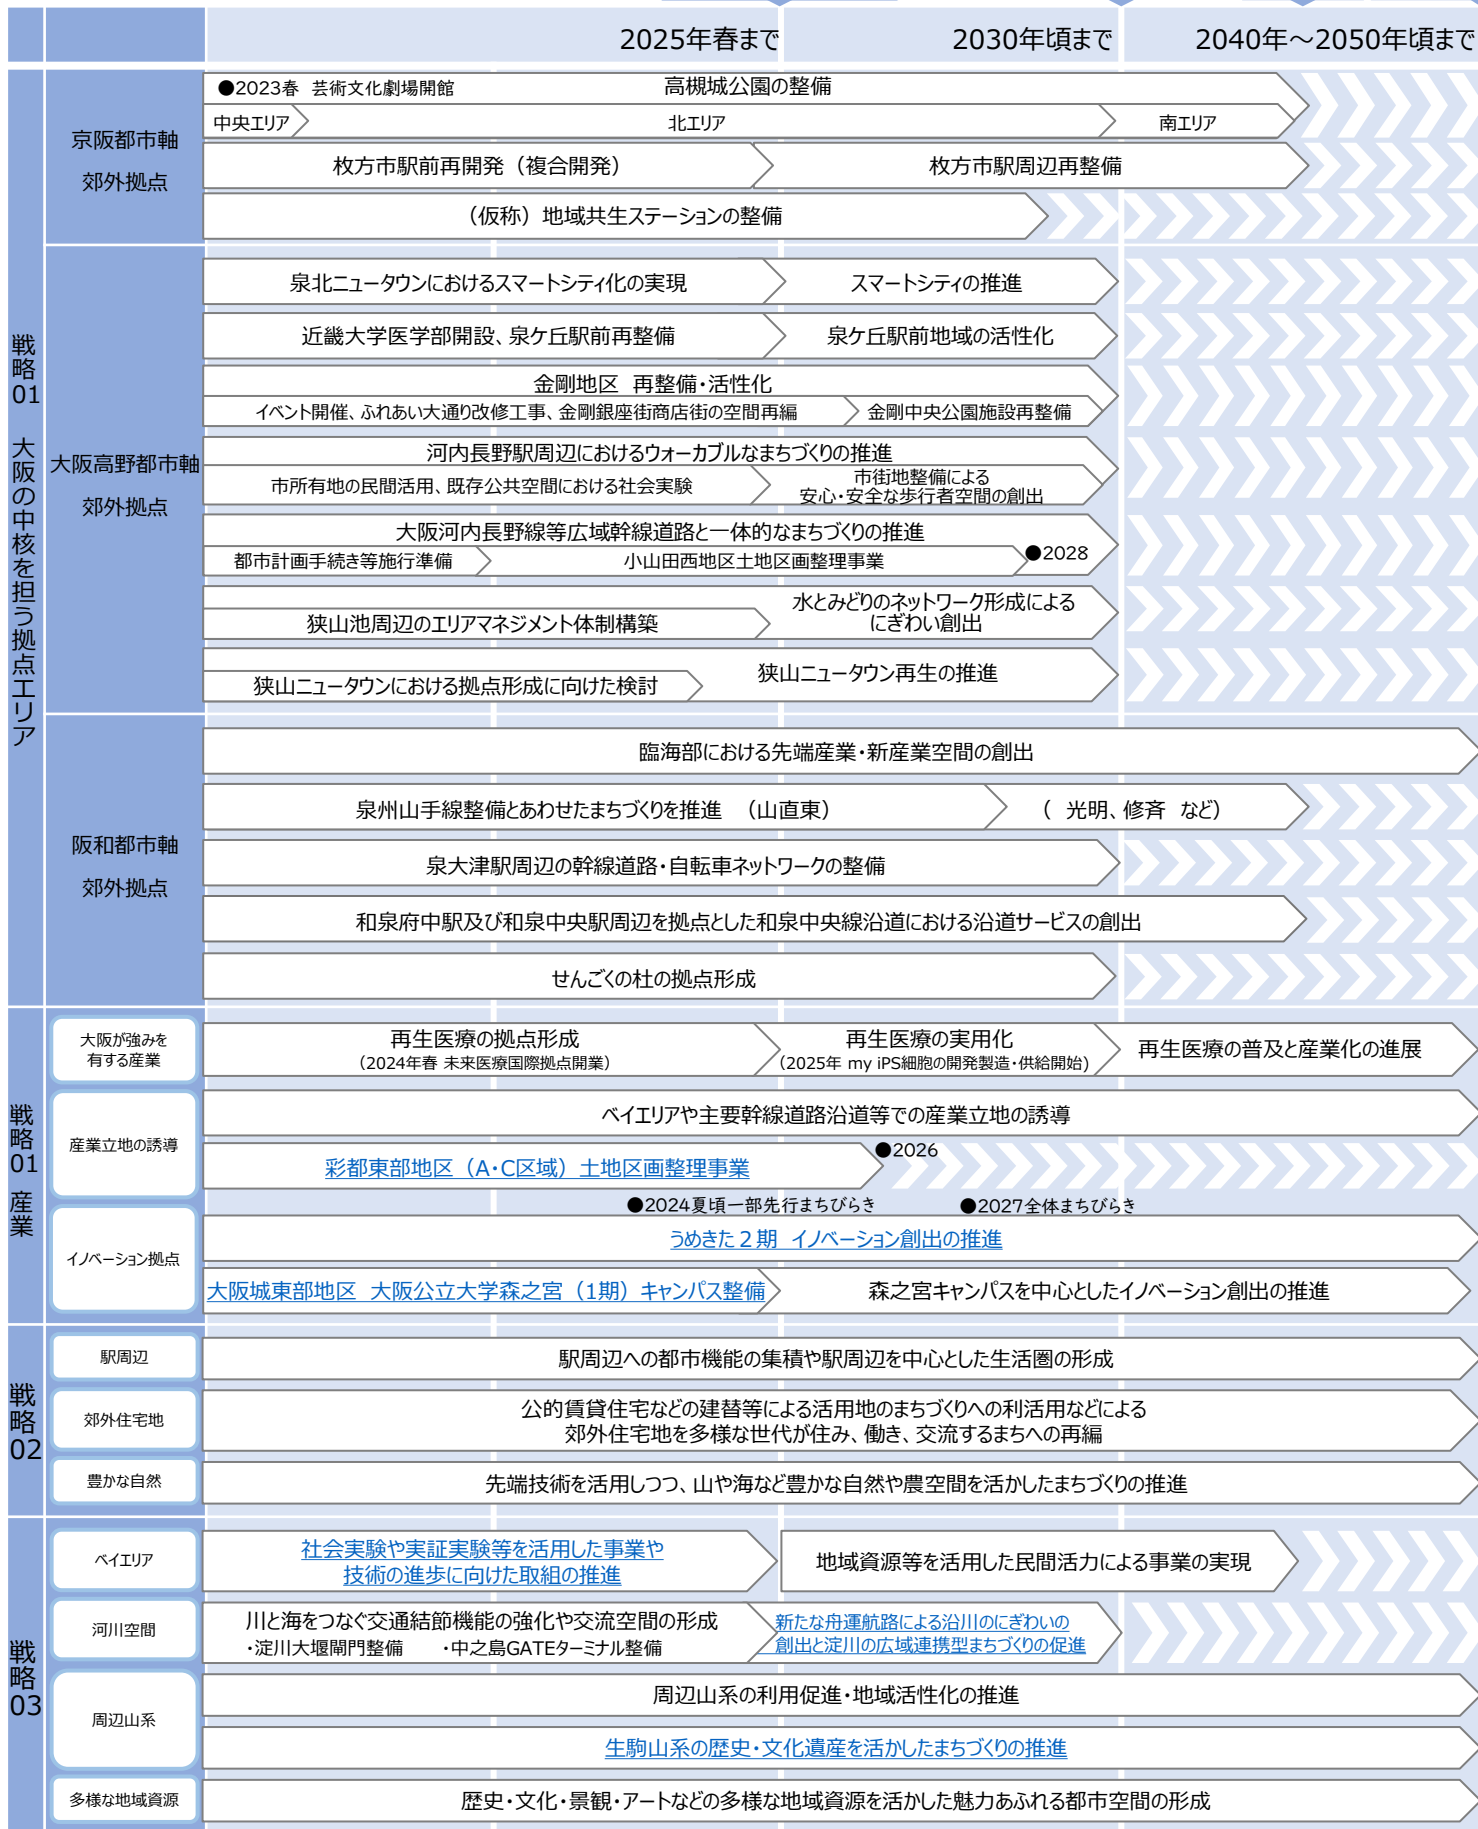 2025年春まで
2030年頃まで
2040年～2050年頃まで
戦略01 大阪の中核を担う拠点エリア
京阪都市軸
郊外拠点
●2023春 芸術文化劇場開館
高槻城公園の整備
中央エリア
北エリア
南エリア
枚方市駅前再開発（複合開発）
枚方市駅周辺再整備
（仮称）地域共生ステーションの整備
大阪高野都市軸
郊外拠点
泉北ニュータウンにおけるスマートシティ化の実現
スマートシティの推進
近畿大学医学部開設、泉ケ丘駅前再整備
泉ケ丘駅前地域の活性化
金剛地区 再整備・活性化
イベント開催、ふれあい大通り改修工事、金剛銀座街商店街の空間再編
金剛中央公園施設再整備
河内長野駅周辺におけるウォーカブルなまちづくりの推進
市所有地の民間活用、既存公共空間における社会実験
市街地整備による
安心・安全な歩行者空間の創出
大阪河内長野線等広域幹線道路と一体的なまちづくりの推進
都市計画手続き等施行準備
小山田西地区土地区画整理事業
●2028
狭山池周辺のエリアマネジメント体制構築
水とみどりのネットワーク形成による
にぎわい創出
狭山ニュータウンにおける拠点形成に向けた検討
狭山ニュータウン再生の推進
阪和都市軸
郊外拠点
臨海部における先端産業・新産業空間の創出
泉州山手線整備とあわせたまちづくりを推進 （山直東）
（ 光明、修斉 など）
泉大津駅周辺の幹線道路・自転車ネットワークの整備
和泉府中駅及び和泉中央駅周辺を拠点とした和泉中央線沿道における沿道サービスの創出
せんごくの杜の拠点形成
戦略01 産業
大阪が強みを
有する産業
再生医療の拠点形成
（2024年春 未来医療国際拠点開業）
再生医療の実用化
（2025年 my iPS細胞の開発製造・供給開始）
再生医療の普及と産業化の進展
産業立地の誘導
ベイエリアや主要幹線道路沿道等での産業立地の誘導
彩都東部地区（A・C区域）土地区画整理事業
●2026
イノベーション拠点
●2024夏頃一部先行まちびらき
●2027全体まちびらき
うめきた２期 イノベーション創出の推進
大阪城東部地区 大阪公立大学森之宮（1期）キャンパス整備
森之宮キャンパスを中心としたイノベーション創出の推進
戦略02
駅周辺
駅周辺への都市機能の集積や駅周辺を中心とした生活圏の形成
郊外住宅地
公的賃貸住宅などの建替等による活用地のまちづくりへの利活用などによる
郊外住宅地を多様な世代が住み、働き、交流するまちへの再編
豊かな自然
先端技術を活用しつつ、山や海など豊かな自然や農空間を活かしたまちづくりの推進
戦略03
ベイエリア
社会実験や実証実験等を活用した事業や
技術の進歩に向けた取組の推進
地域資源等を活用した民間活力による事業の実現
河川空間
川と海をつなぐ交通結節機能の強化や交流空間の形成
・淀川大堰閘門整備 ・中之島GATEターミナル整備
新たな舟運航路による沿川のにぎわいの
創出と淀川の広域連携型まちづくりの促進
周辺山系
周辺山系の利用促進・地域活性化の推進
生駒山系の歴史・文化遺産を活かしたまちづくりの推進
多様な地域資源
歴史・文化・景観・アートなどの多様な地域資源を活かした魅力あふれる都市空間の形成